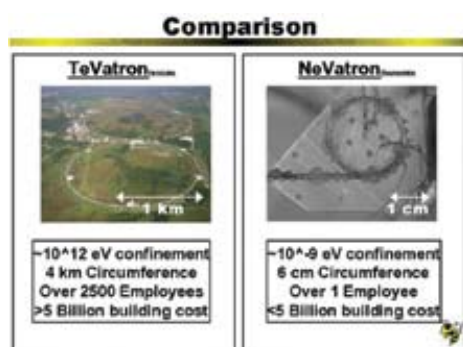 Comparison
TeVatron
NeVatron
1 km
1 cm
~10^12 eV confinement
4 km Circumference
Over 2500 Employees
>5 Billion building cost
~10^-9 eV confinement
6 cm Circumference
Over 1 Employee
<5 Billion building cost